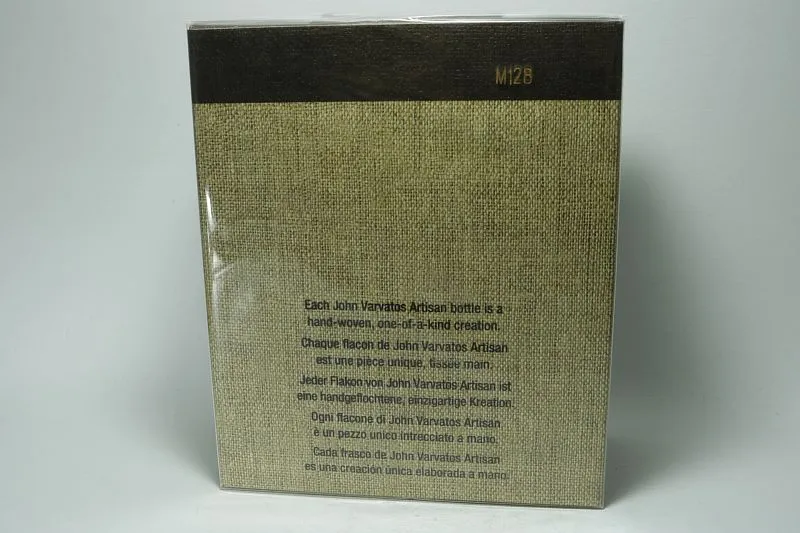 M12B
Each John Varvatos Artisan bottle is a
hand-woven, one-of-a-kind creation.
Chaque flacon de John Varvatos Artisan
est une pièce unique, tissée main.
Jeder Flakon von John Varvatos Artisan ist
eine handgeflochtene, einzigartige Kreation.
Ogni flacone di John Varvatos Artisan
è un pezzo unico intrecciato a mano.
Cada frasco de John Varvatos Artisan
es una creación única elaborada a mano.